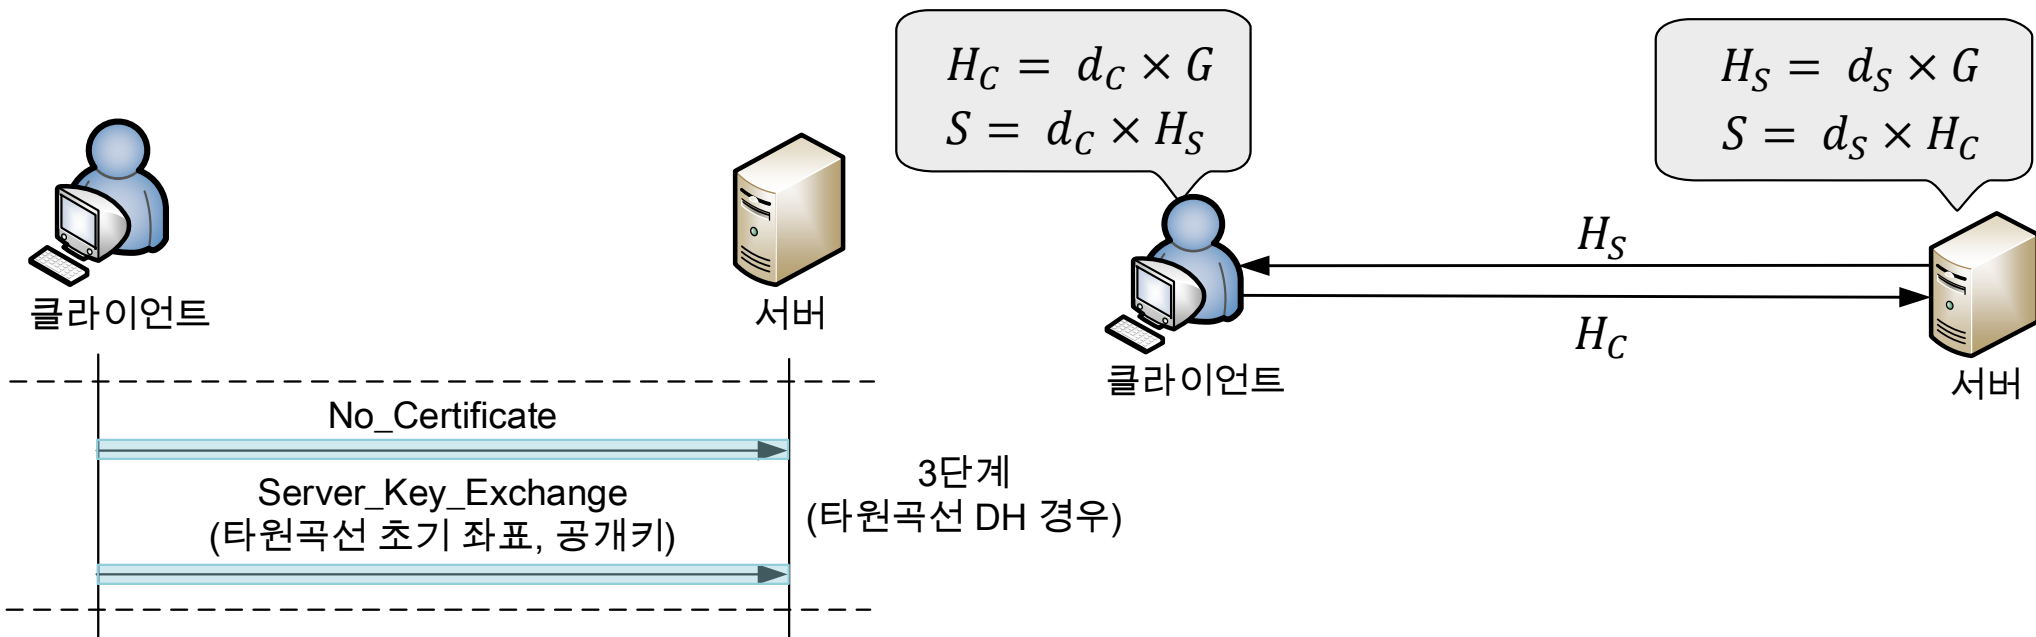 클라이언트
서버
No_Certificate
Server_Key_Exchange
(타원곡선 초기 좌표, 공개키)
3단계
(타원곡선 DH 경우)
H_C = d_C × G
S = d_C × H_S
H_S = d_S × G
S = d_S × H_C
H_S
H_C
클라이언트
서버